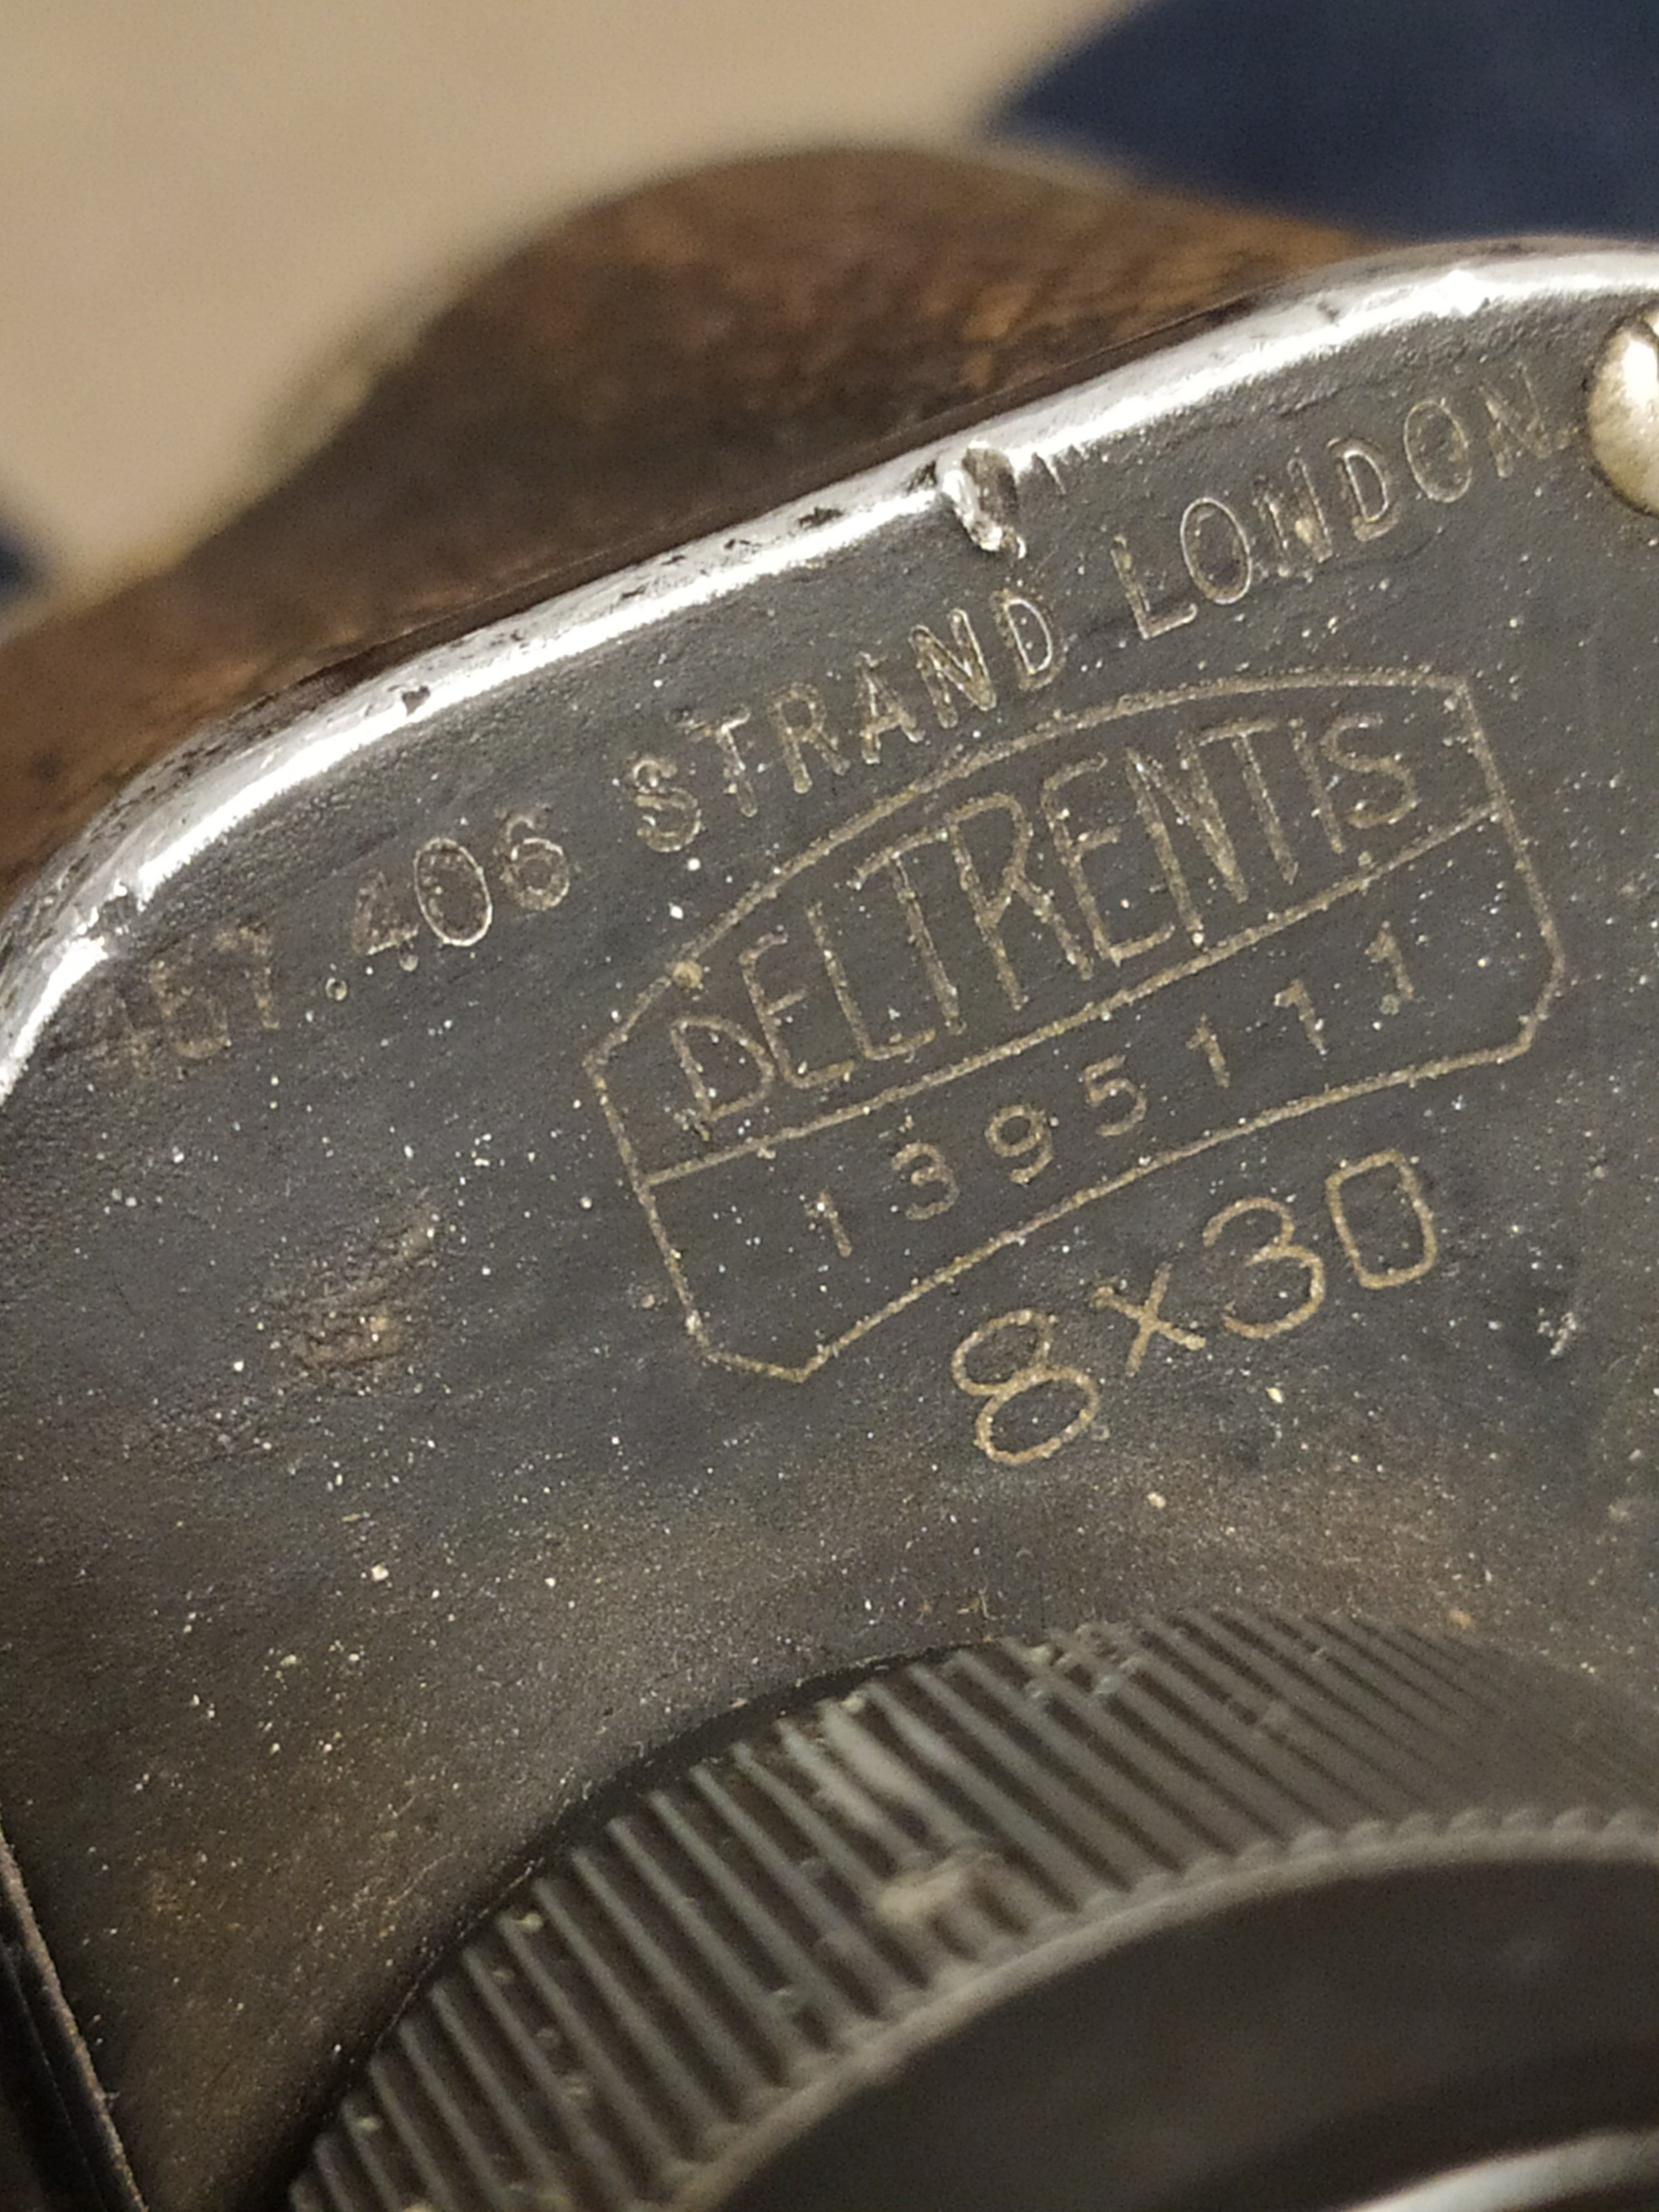 406 STRAND LONDON
DELTRENTIS
1395111
8x30